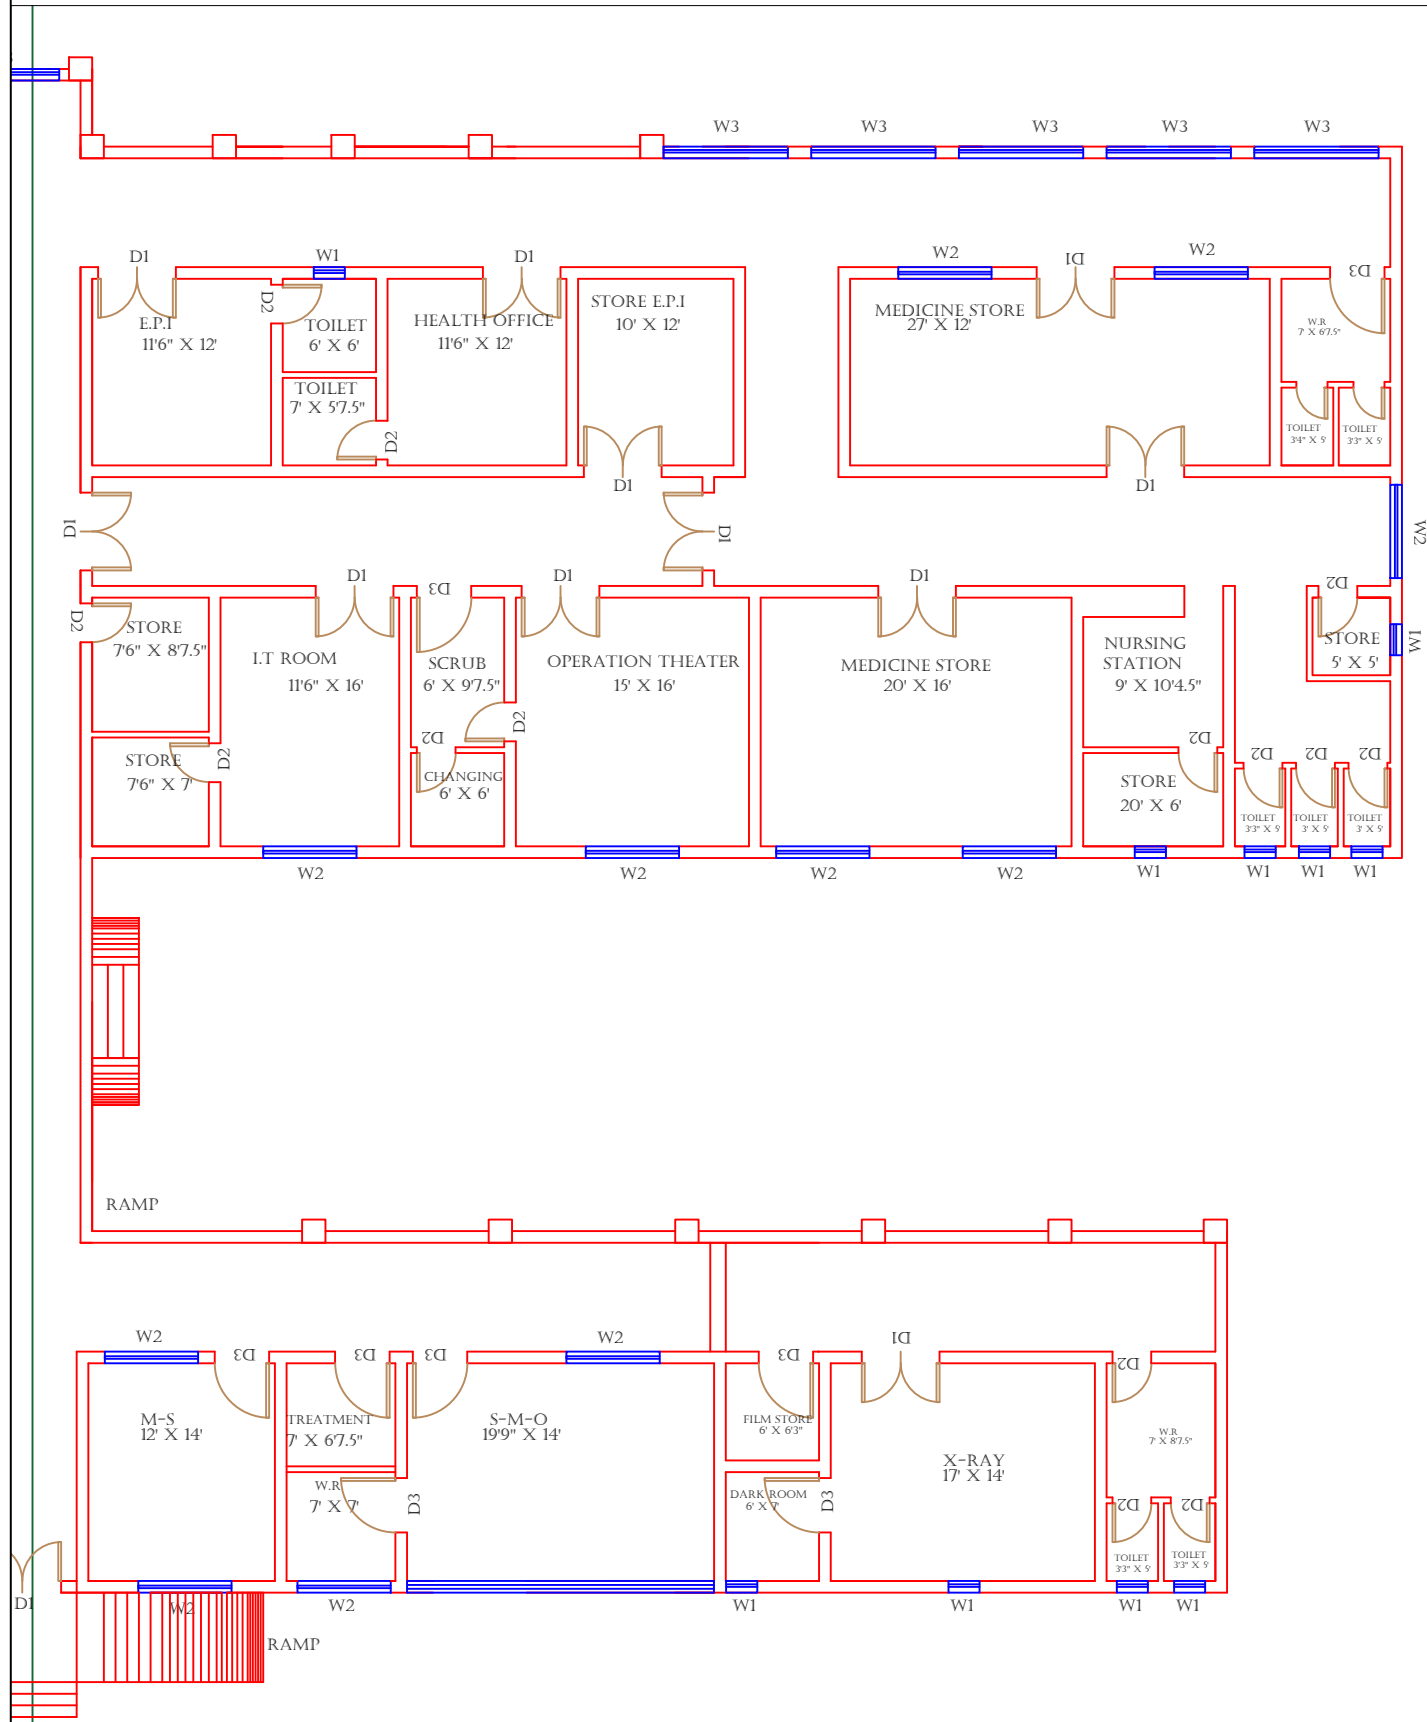 W3
W3
W3
W3
W3
D1
W1
D1
W2
D1
W2
D3
D2
E.P.I
11'6" X 12'
TOILET
6' X 6'
HEALTH OFFICE
11'6" X 12'
STORE E.P.I
10' X 12'
MEDICINE STORE
27' X 12'
W.R
7' X 6'7.5"
TOILET
7' X 5'7.5"
D2
TOILET
3'4" X 5'
TOILET
3'3" X 5'
D1
D1
D1
D1
W2
D2
D1
D3
D1
D1
D2
STORE
7'6" X 8'7.5"
I.T ROOM
11'6" X 16'
SCRUB
6' X 9'7.5"
OPERATION THEATER
15' X 16'
MEDICINE STORE
20' X 16'
NURSING
STATION
9' X 10'4.5"
STORE
5' X 5'
W1
D2
D2
D2
D2
D2
D2
D2
STORE
7'6" X 7'
CHANGING
6' X 6'
STORE
20' X 6'
TOILET
3'3" X 5'
TOILET
3' X 5'
TOILET
3' X 5'
W2
W2
W2
W2
W1
W1
W1
W1
RAMP
W2
D3
D3
D3
W2
D3
D1
D2
M-S
12' X 14'
TREATMENT
7' X 6'7.5"
S-M-O
19'9" X 14'
FILM STORE
6' X 6'3"
X-RAY
17' X 14'
W.R
7' X 8'7.5"
W.R
7' X 7'
D3
DARK ROOM
6' X 7'
D3
D2
D2
TOILET
3'3" X 5'
TOILET
3'3" X 5'
D1
W2
W2
W1
W1
W1
W1
RAMP